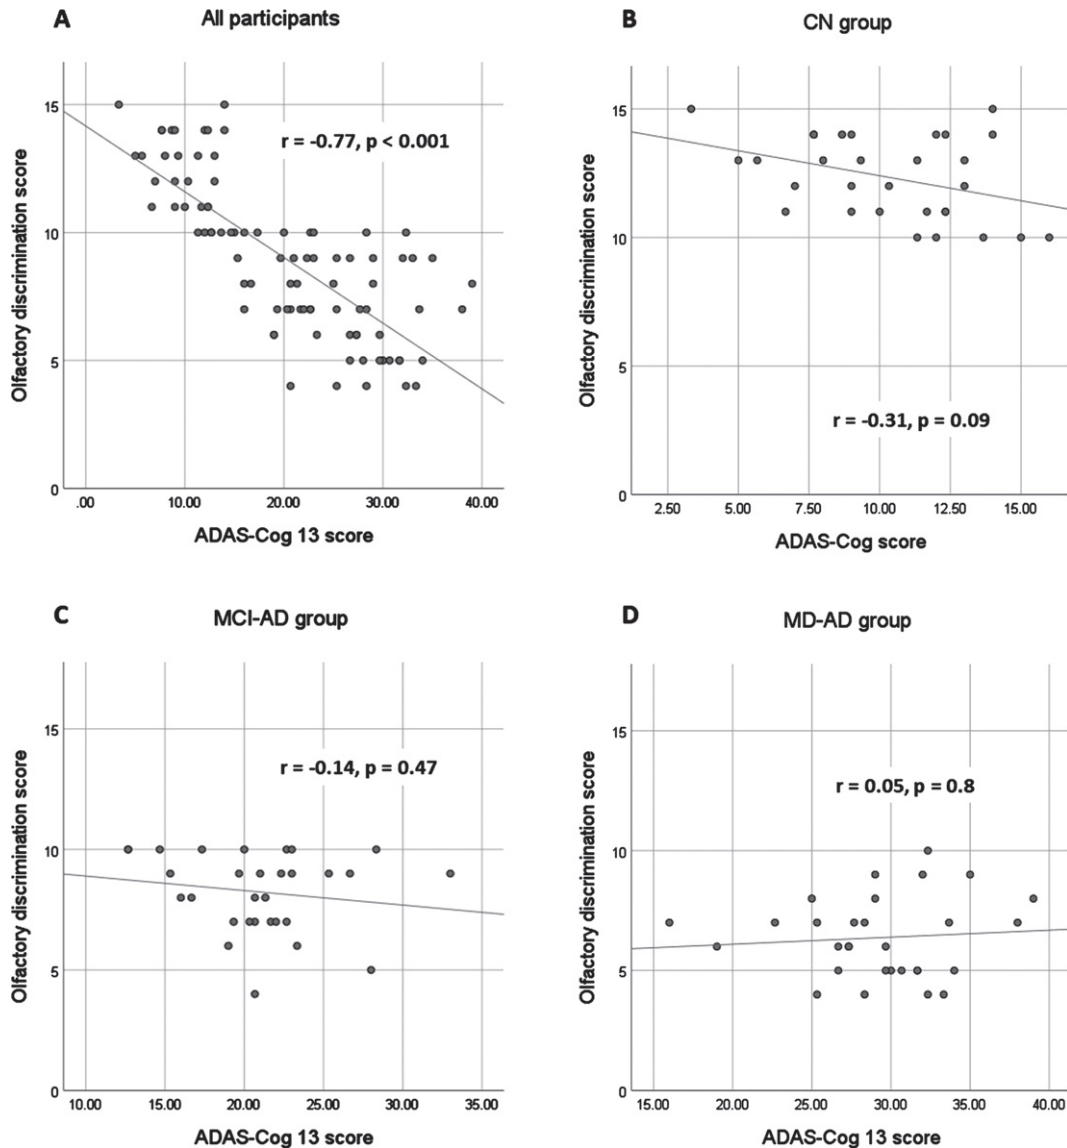 A
All participants
Olfactory discrimination score
15
10
5
0
r = -0.77, p < 0.001
.00
10.00
20.00
30.00
40.00
ADAS-Cog 13 score
B
CN group
Olfactory discrimination score
15
10
5
0
r = -0.31, p = 0.09
2.50
5.00
7.50
10.00
12.50
15.00
ADAS-Cog score
C
MCI-AD group
Olfactory discrimination score
15
10
5
0
r = -0.14, p = 0.47
10.00
15.00
20.00
25.00
30.00
35.00
ADAS-Cog 13 score
D
MD-AD group
Olfactory discrimination score
15
10
5
0
r = 0.05, p = 0.8
15.00
20.00
25.00
30.00
35.00
40.00
ADAS-Cog 13 score